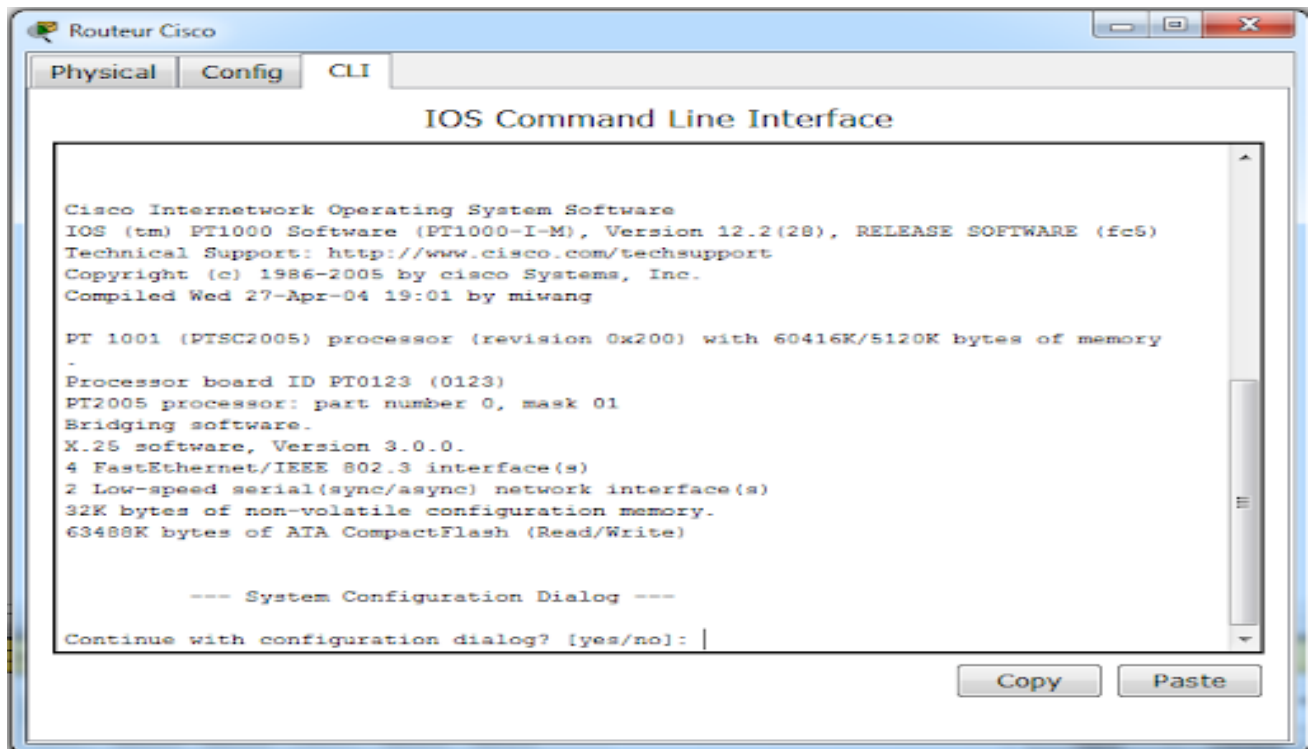 Routeur Cisco
Physical Config CLI
IOS Command Line Interface
Cisco Internetwork Operating System Software
IOS (tm) PT1000 Software (PT1000-I-M), Version 12.2(28), RELEASE SOFTWARE (fc5)
Technical Support: http://www.cisco.com/techsupport
Copyright (c) 1986-2005 by cisco Systems, Inc.
Compiled Wed 27-Apr-04 19:01 by miwang
PT 1001 (PTSC2005) processor (revision 0x200) with 60416K/5120K bytes of memory
.
Processor board ID PT0123 (0123)
PT2005 processor: part number 0, mask 01
Bridging software.
X.25 software, Version 3.0.0.
4 FastEthernet/IEEE 802.3 interface(s)
2 Low-speed serial(sync/async) network interface(s)
32K bytes of non-volatile configuration memory.
63488K bytes of ATA CompactFlash (Read/Write)
--- System Configuration Dialog ---
Continue with configuration dialog? [yes/no]:
Copy Paste